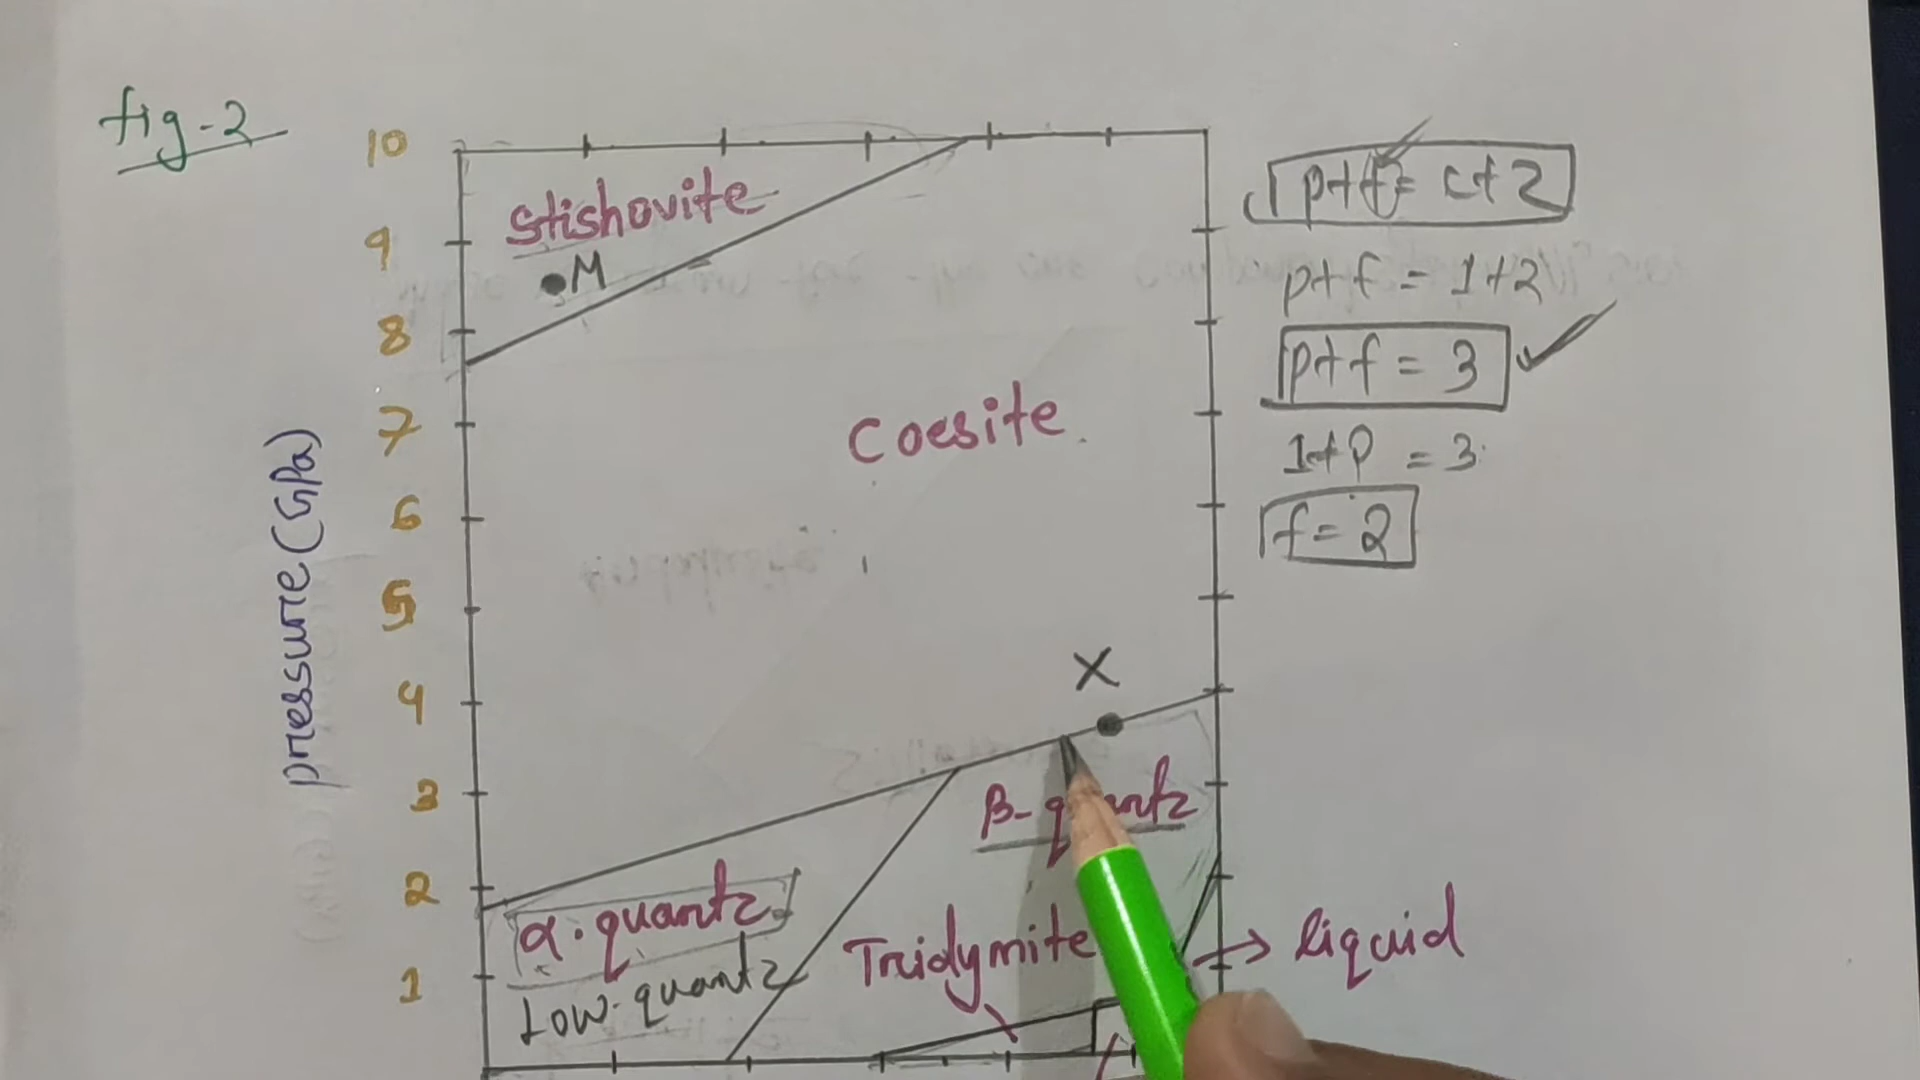 fig-2
10
9
8
7
6
5
4
3
2
1
pressure (GPa)
Stishovite
M
Coesite
X
β-quartz
α.quartz
Low.quartz
Tridymite
liquid
p+f = c+2
p+f = 1+2
p+f = 3
1+P = 3
f = 2